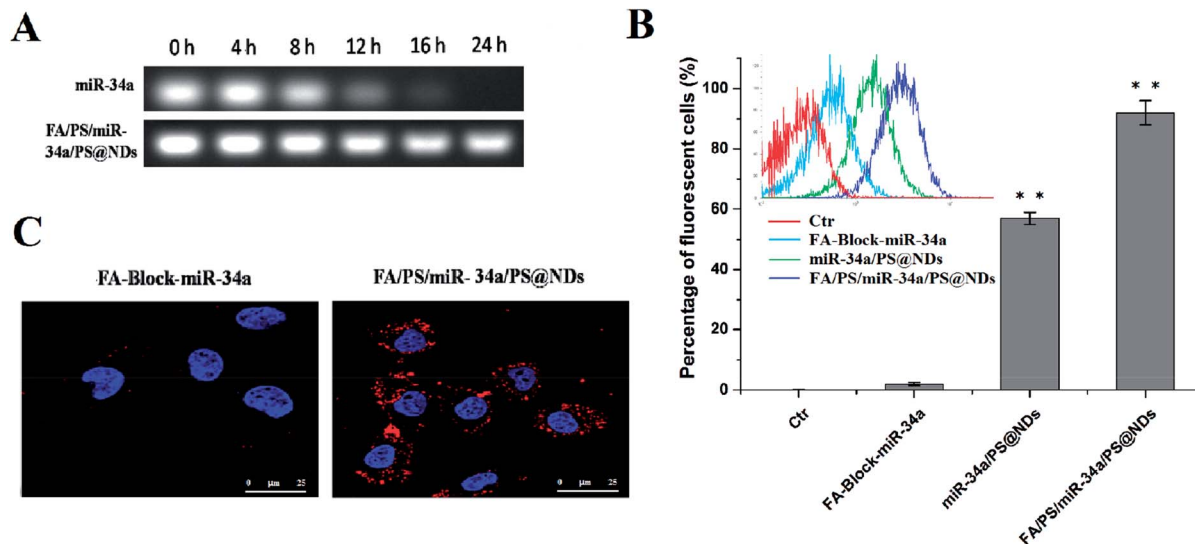 A
0 h 4 h 8 h 12 h 16 h 24 h
miR-34a
FA/PS/miR-
34a/PS@NDs
C
FA-Block-miR-34a
FA/PS/miR- 34a/PS@NDs
0 μm 25
0 μm 25
B
Percentage of fluorescent cells (%)
100
80
60
40
20
0
Ctr
FA-Block-miR-34a
miR-34a/PS@NDs
FA/PS/miR-34a/PS@NDs
* *
* *
Ctr
FA-Block-miR-34a
miR-34a/PS@NDs
FA/PS/miR-34a/PS@NDs